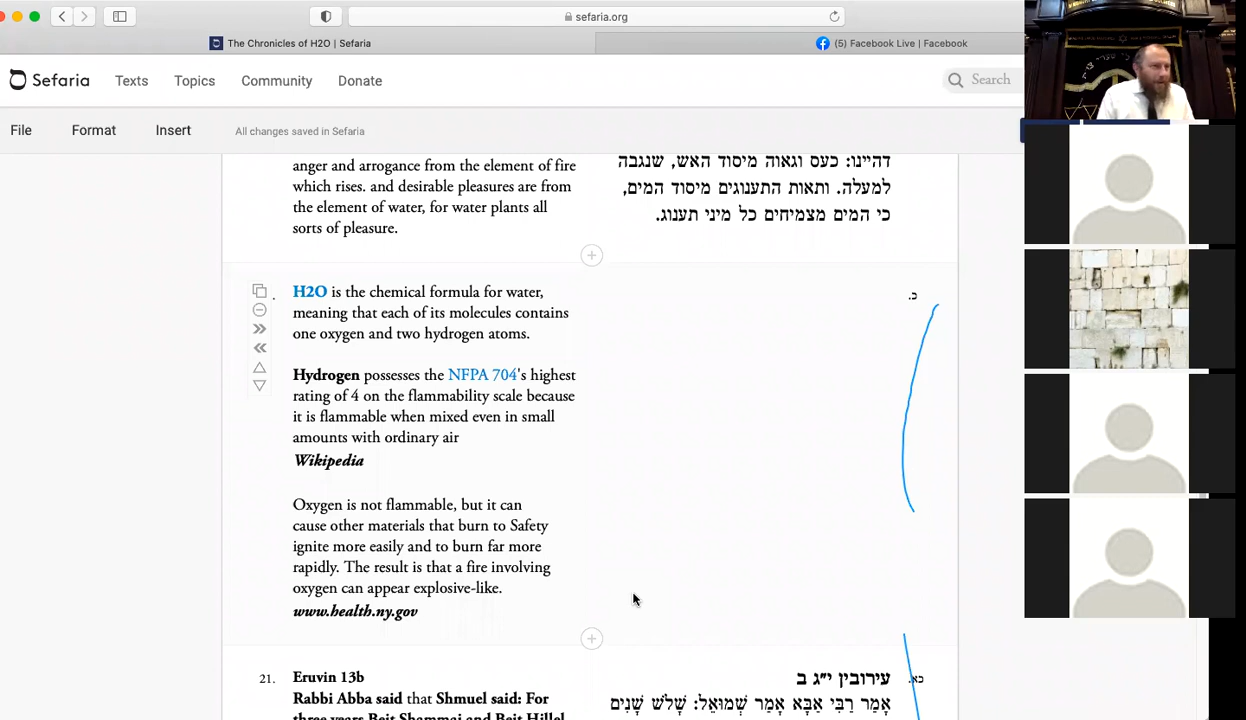 sefaria.org
The Chronicles of H2O | Sefaria
(5) Facebook Live | Facebook
Sefaria
Texts
Topics
Community
Donate
Search
File
Format
Insert
All changes saved in Sefaria
anger and arrogance from the element of fire
which rises. and desirable pleasures are from
the element of water, for water plants all
sorts of pleasure.
דהיינו: כעס וגאוה מיסוד האש, שנגבה
למעלה. ותאות התענוגים מיסוד המים,
כי המים מצמיחים כל מיני תענוג.
H2O is the chemical formula for water,
meaning that each of its molecules contains
one oxygen and two hydrogen atoms.
כ.
Hydrogen possesses the NFPA 704's highest
rating of 4 on the flammability scale because
it is flammable when mixed even in small
amounts with ordinary air
Wikipedia
Oxygen is not flammable, but it can
cause other materials that burn to Safety
ignite more easily and to burn far more
rapidly. The result is that a fire involving
oxygen can appear explosive-like.
www.health.ny.gov
21.
Eruvin 13b
Rabbi Abba said that Shmuel said: For
three years Beit Shammai and Beit Hillel
כא.
עירובין י״ג ב
אָמַר רַבִּי אַבָּא אָמַר שְׁמוּאֵל: שָׁלֹשׁ שָׁנִים